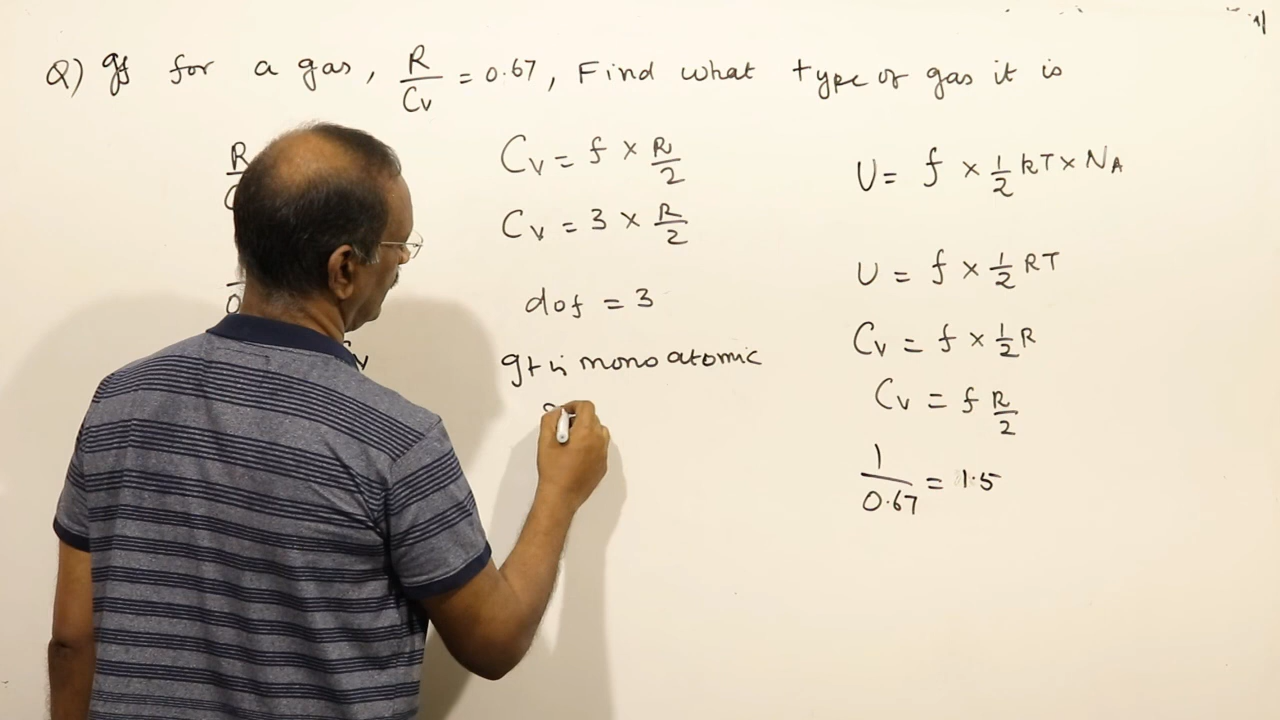 Q) If for a gas, R/Cv = 0.67, Find what type of gas it is
R
Cv = f × R/2
Cv = 3 × R/2
dof = 3
It is mono atomic
U = f × 1/2 kT × NA
U = f × 1/2 RT
Cv = f × 1/2 R
Cv = f R/2
1/0.67 = 1.5